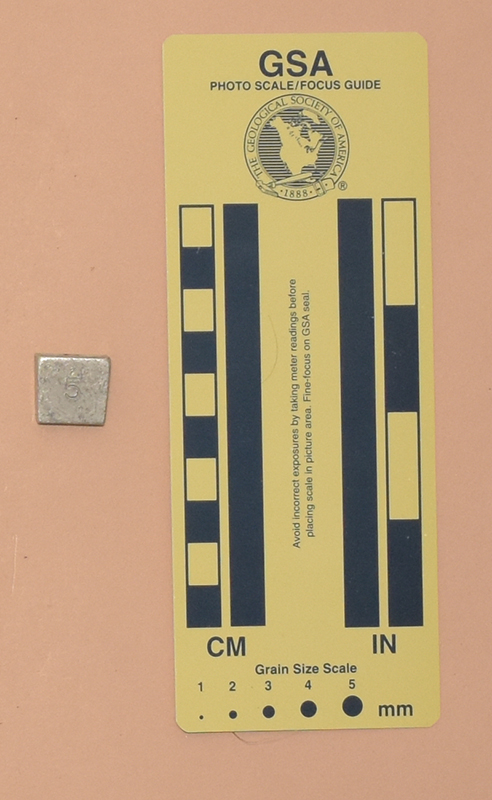 GSA
PHOTO SCALE/FOCUS GUIDE
THE GEOLOGICAL SOCIETY OF AMERICA
·1888·
®
Avoid incorrect exposures by taking meter readings before
placing scale in picture area. Fine-focus on GSA seal.
CM
IN
Grain Size Scale
1 2 3 4 5
mm